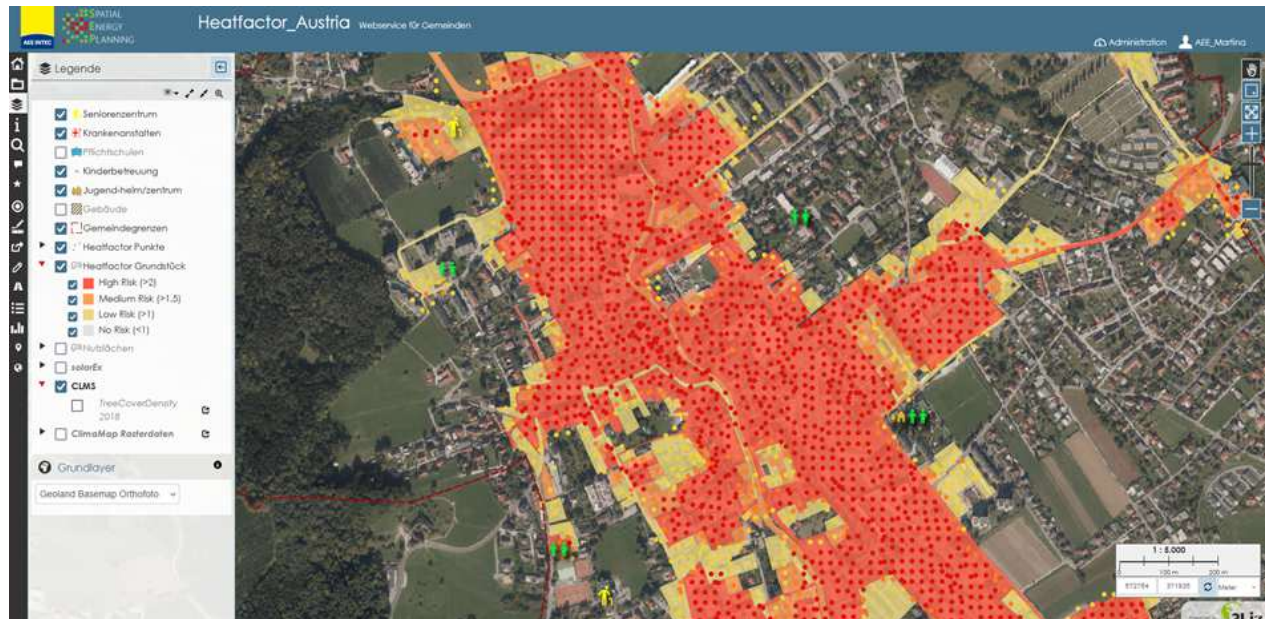 AEE INTEC
SPATIAL
ENERGY
PLANNING
Heatfactor_Austria Webservice für Gemeinden
Administration AEE_Martina
Legende
Seniorenzentrum
Krankenanstalten
Pflichtschulen
Kinderbetreuung
Jugend-heim/zentrum
Gebäude
Gemeindegrenzen
Heatfactor Punkte
Heatfactor Grundstück
High Risk (>2)
Medium Risk (>1.5)
Low Risk (>1)
No Risk (<1)
Nutzflächen
solarEx
CLMS
TreeCoverDensity
2018
ClimaMap Rasterdaten
Grundlayer
Geoland Basemap Orthofoto
1 : 5.000
0 100 m 200 m
Meter